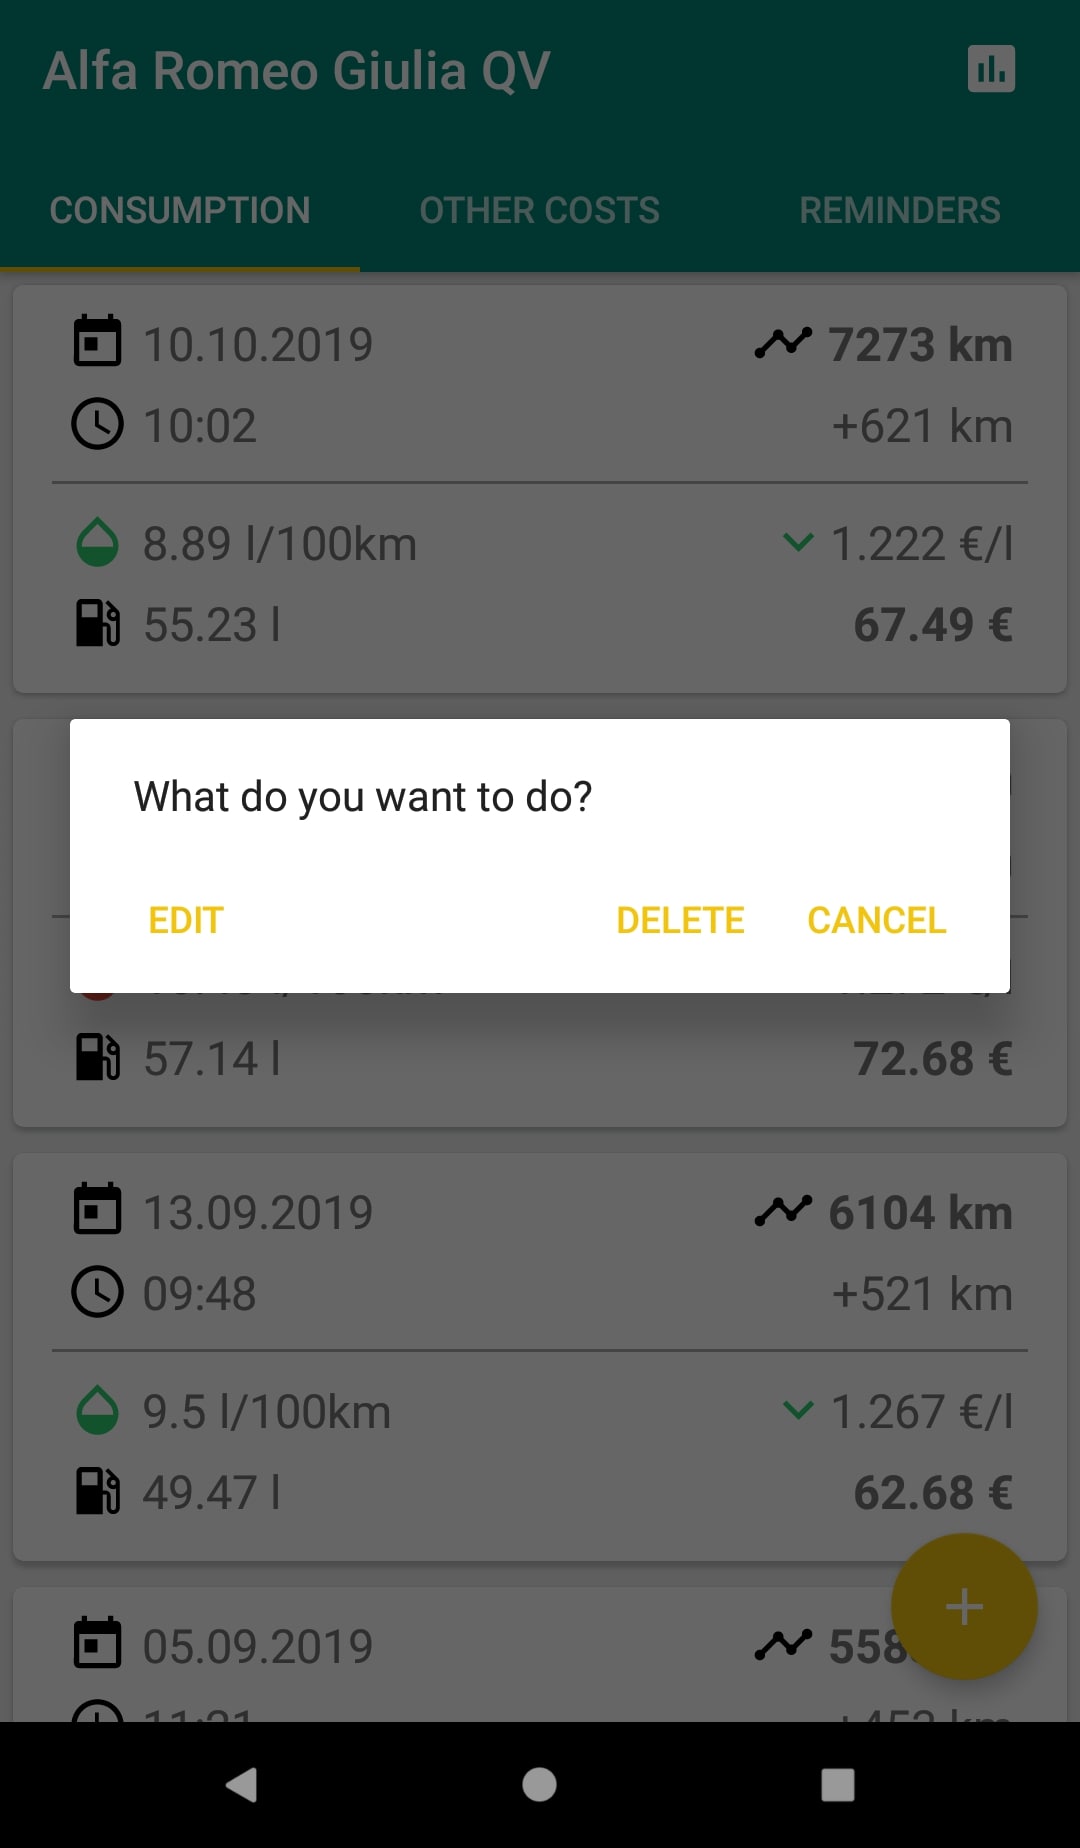 Alfa Romeo Giulia QV
CONSUMPTION OTHER COSTS REMINDERS
10.10.2019 7273 km
10:02 +621 km
8.89 l/100km 1.222 €/l
55.23 l 67.49 €
What do you want to do?
EDIT DELETE CANCEL
57.14 l 72.68 €
13.09.2019 6104 km
09:48 +521 km
9.5 l/100km 1.267 €/l
49.47 l 62.68 €
05.09.2019 558